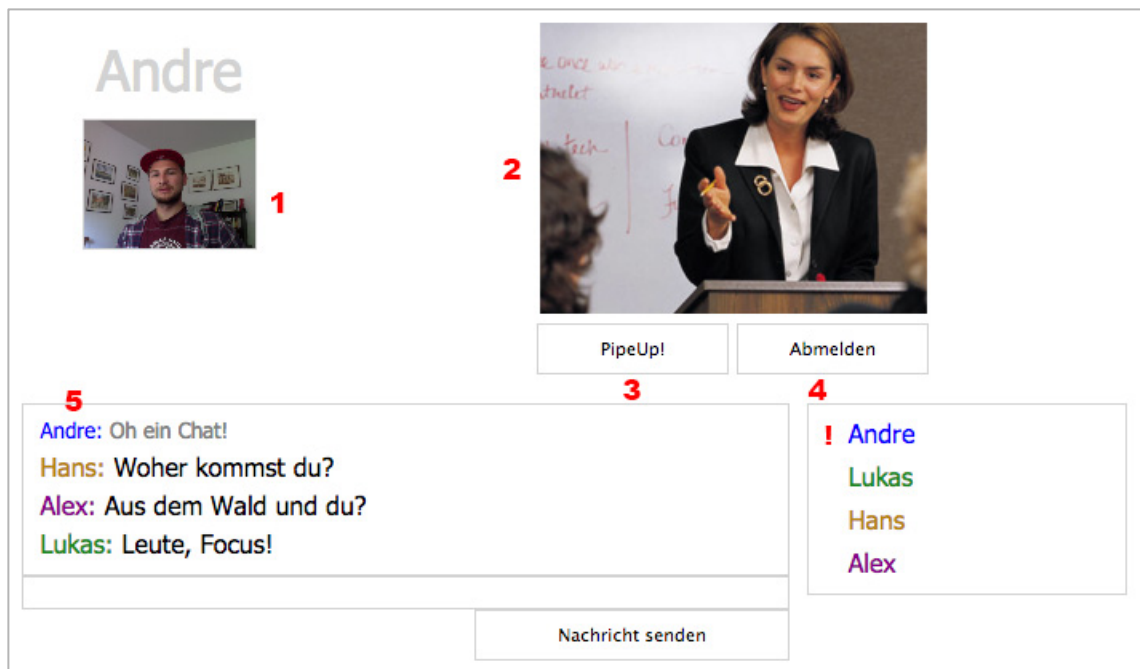 Andre
1
2
PipeUp!
Abmelden
3
4
5
Andre: Oh ein Chat!
Hans: Woher kommst du?
Alex: Aus dem Wald und du?
Lukas: Leute, Focus!
! Andre
Lukas
Hans
Alex
Nachricht senden